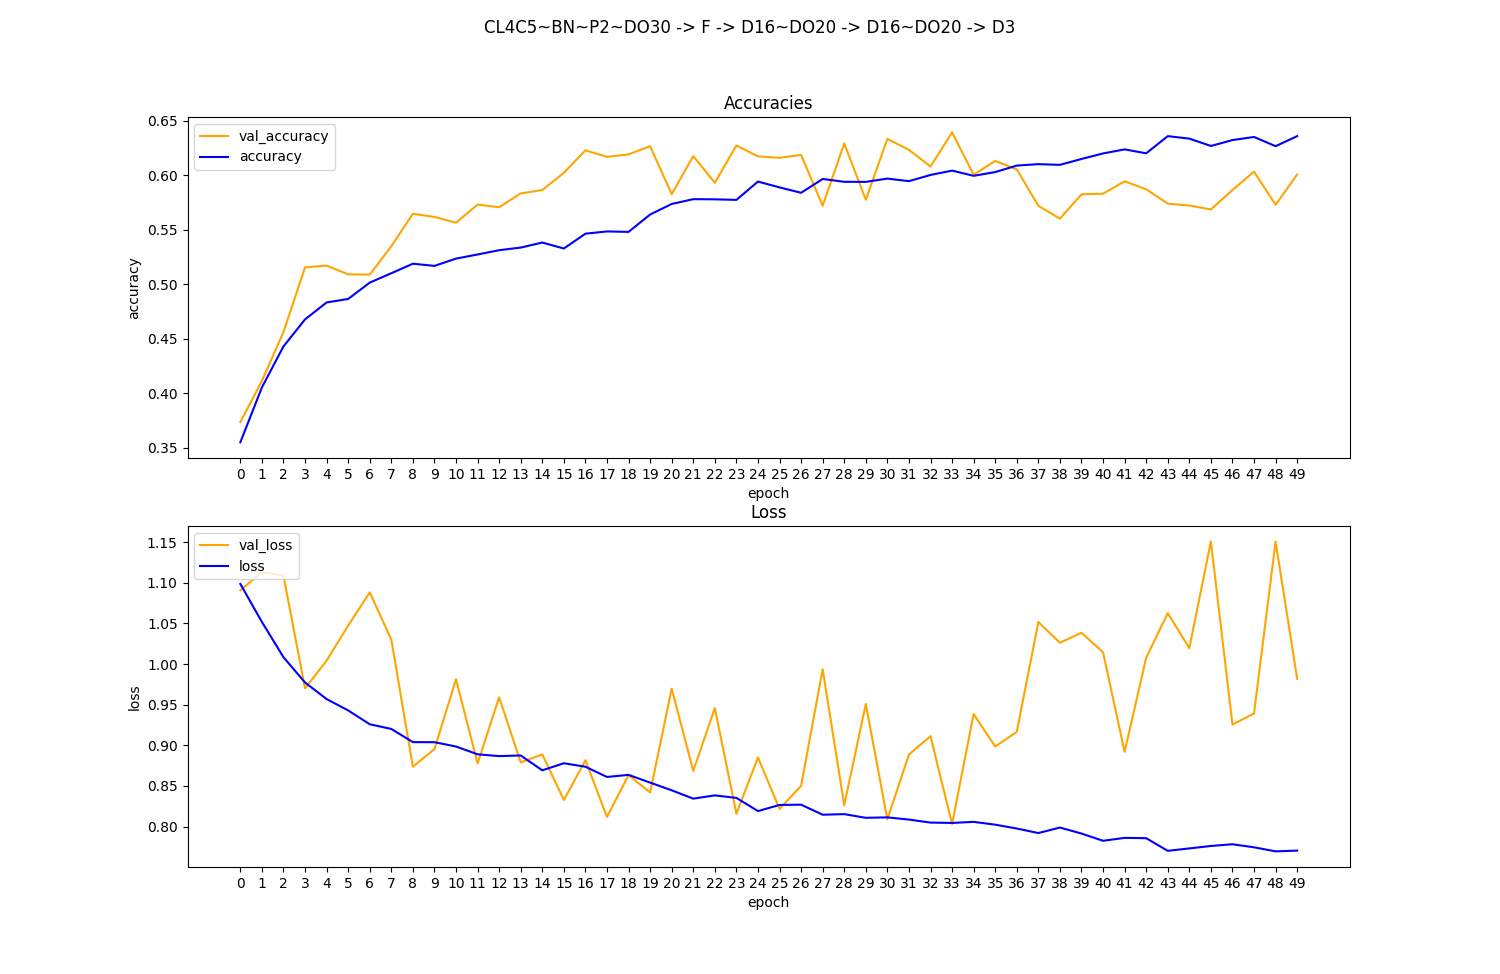 CL4C5~BN~P2~DO30 -> F -> D16~DO20 -> D16~DO20 -> D3
Accuracies
val_accuracy
accuracy
0.65
0.60
0.55
0.50
0.45
0.40
0.35
accuracy
0 1 2 3 4 5 6 7 8 9 10 11 12 13 14 15 16 17 18 19 20 21 22 23 24 25 26 27 28 29 30 31 32 33 34 35 36 37 38 39 40 41 42 43 44 45 46 47 48 49
epoch
Loss
val_loss
loss
1.15
1.10
1.05
1.00
0.95
0.90
0.85
0.80
loss
0 1 2 3 4 5 6 7 8 9 10 11 12 13 14 15 16 17 18 19 20 21 22 23 24 25 26 27 28 29 30 31 32 33 34 35 36 37 38 39 40 41 42 43 44 45 46 47 48 49
epoch